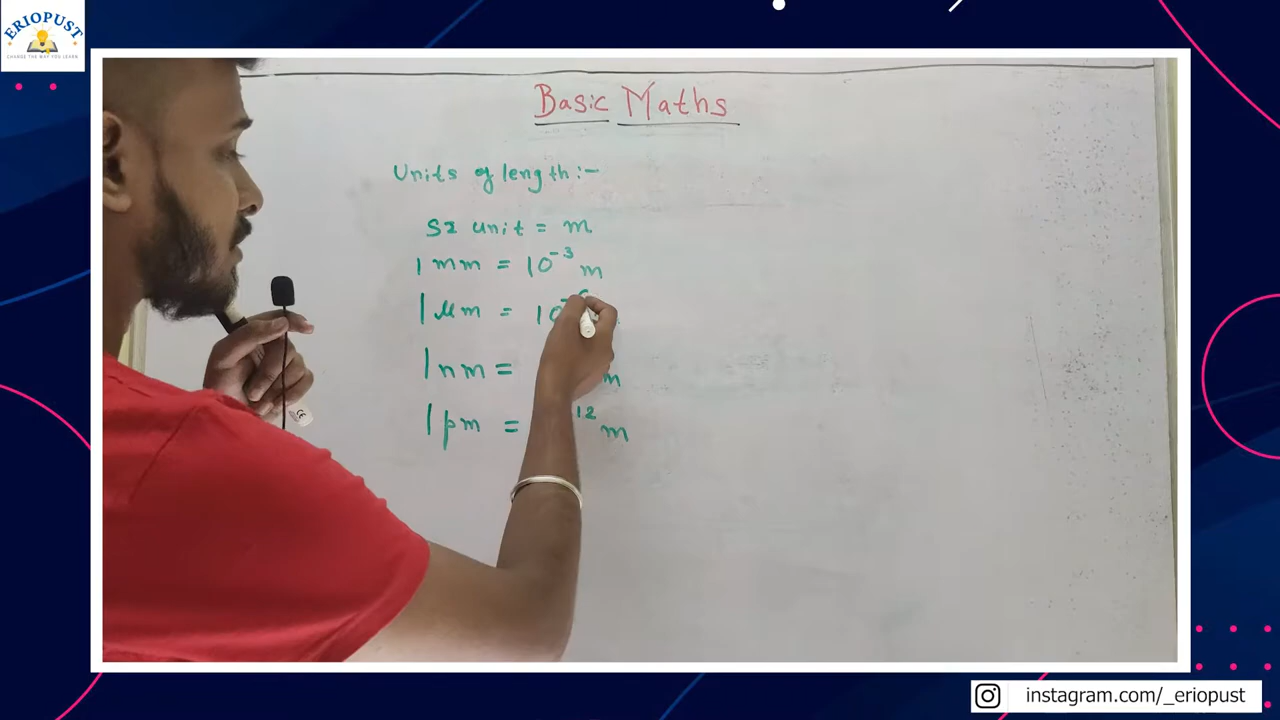 ERIOPUST
CHANGE THE WAY YOU LEARN
Basic Maths
Units of length :-
SI unit = m
1 mm = 10⁻³ m
1 μm = 10
1 nm = m
1 pm = 12 m
instagram.com/_eriopust